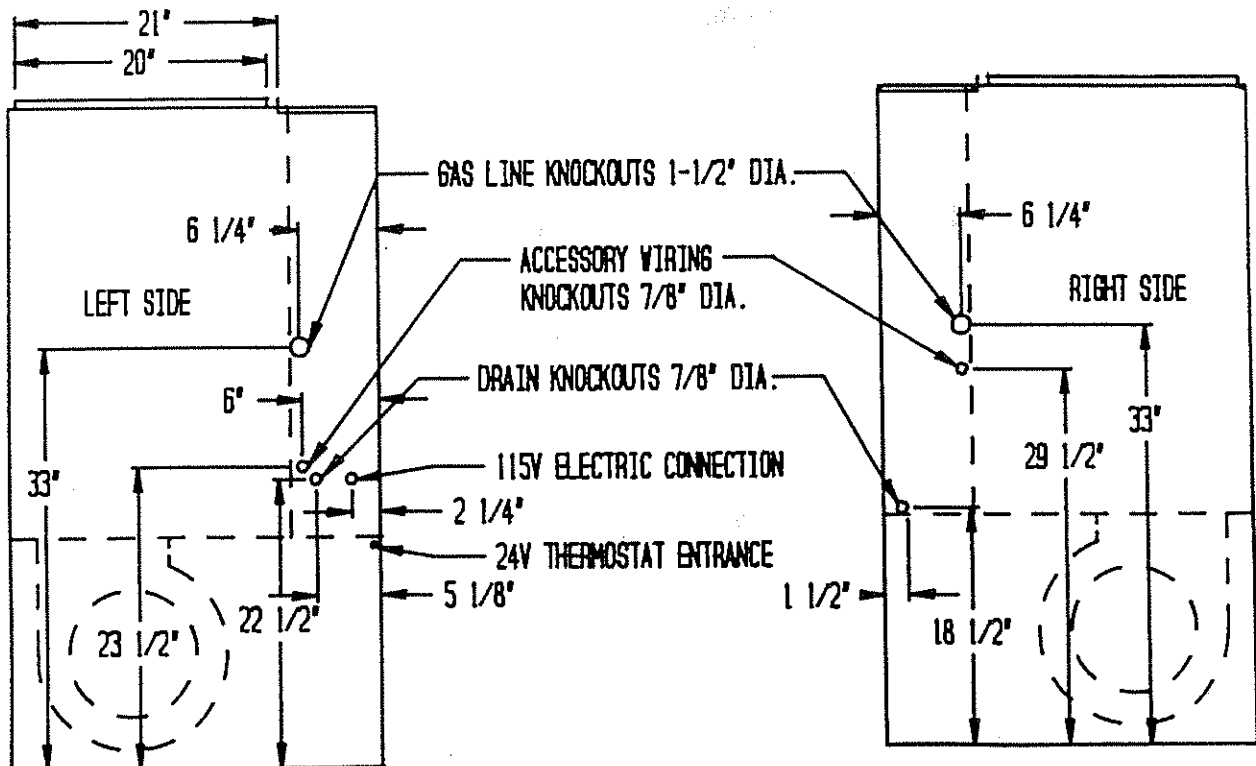 21"
20"
GAS LINE KNOCKOUTS 1-1/2" DIA.
6 1/4"
6 1/4"
ACCESSORY WIRING
KNOCKOUTS 7/8" DIA.
LEFT SIDE
RIGHT SIDE
DRAIN KNOCKOUTS 7/8" DIA.
6"
33"
33"
29 1/2"
115V ELECTRIC CONNECTION
2 1/4"
24V THERMOSTAT ENTRANCE
5 1/8"
1 1/2"
22 1/2"
18 1/2"
23 1/2"